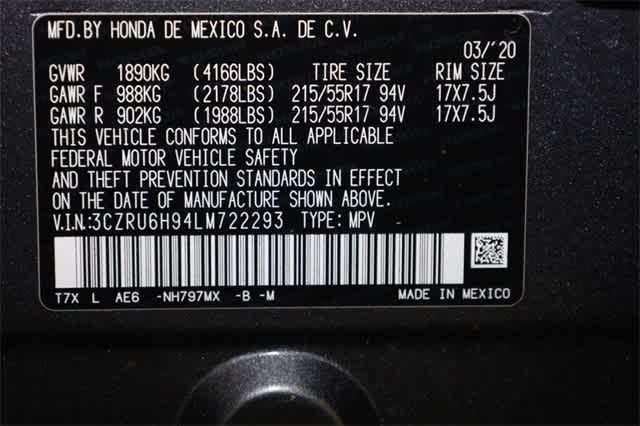 MFD.BY HONDA DE MEXICO S.A. DE C.V.
03/'20
GVWR 1890KG (4166LBS) TIRE SIZE RIM SIZE
GAWR F 988KG (2178LBS) 215/55R17 94V 17X7.5J
GAWR R 902KG (1988LBS) 215/55R17 94V 17X7.5J
THIS VEHICLE CONFORMS TO ALL APPLICABLE
FEDERAL MOTOR VEHICLE SAFETY
AND THEFT PREVENTION STANDARDS IN EFFECT
ON THE DATE OF MANUFACTURE SHOWN ABOVE.
V.I.N:3CZRU6H94LM722293 TYPE: MPV
T7X L AE6 -NH797MX -B -M MADE IN MEXICO